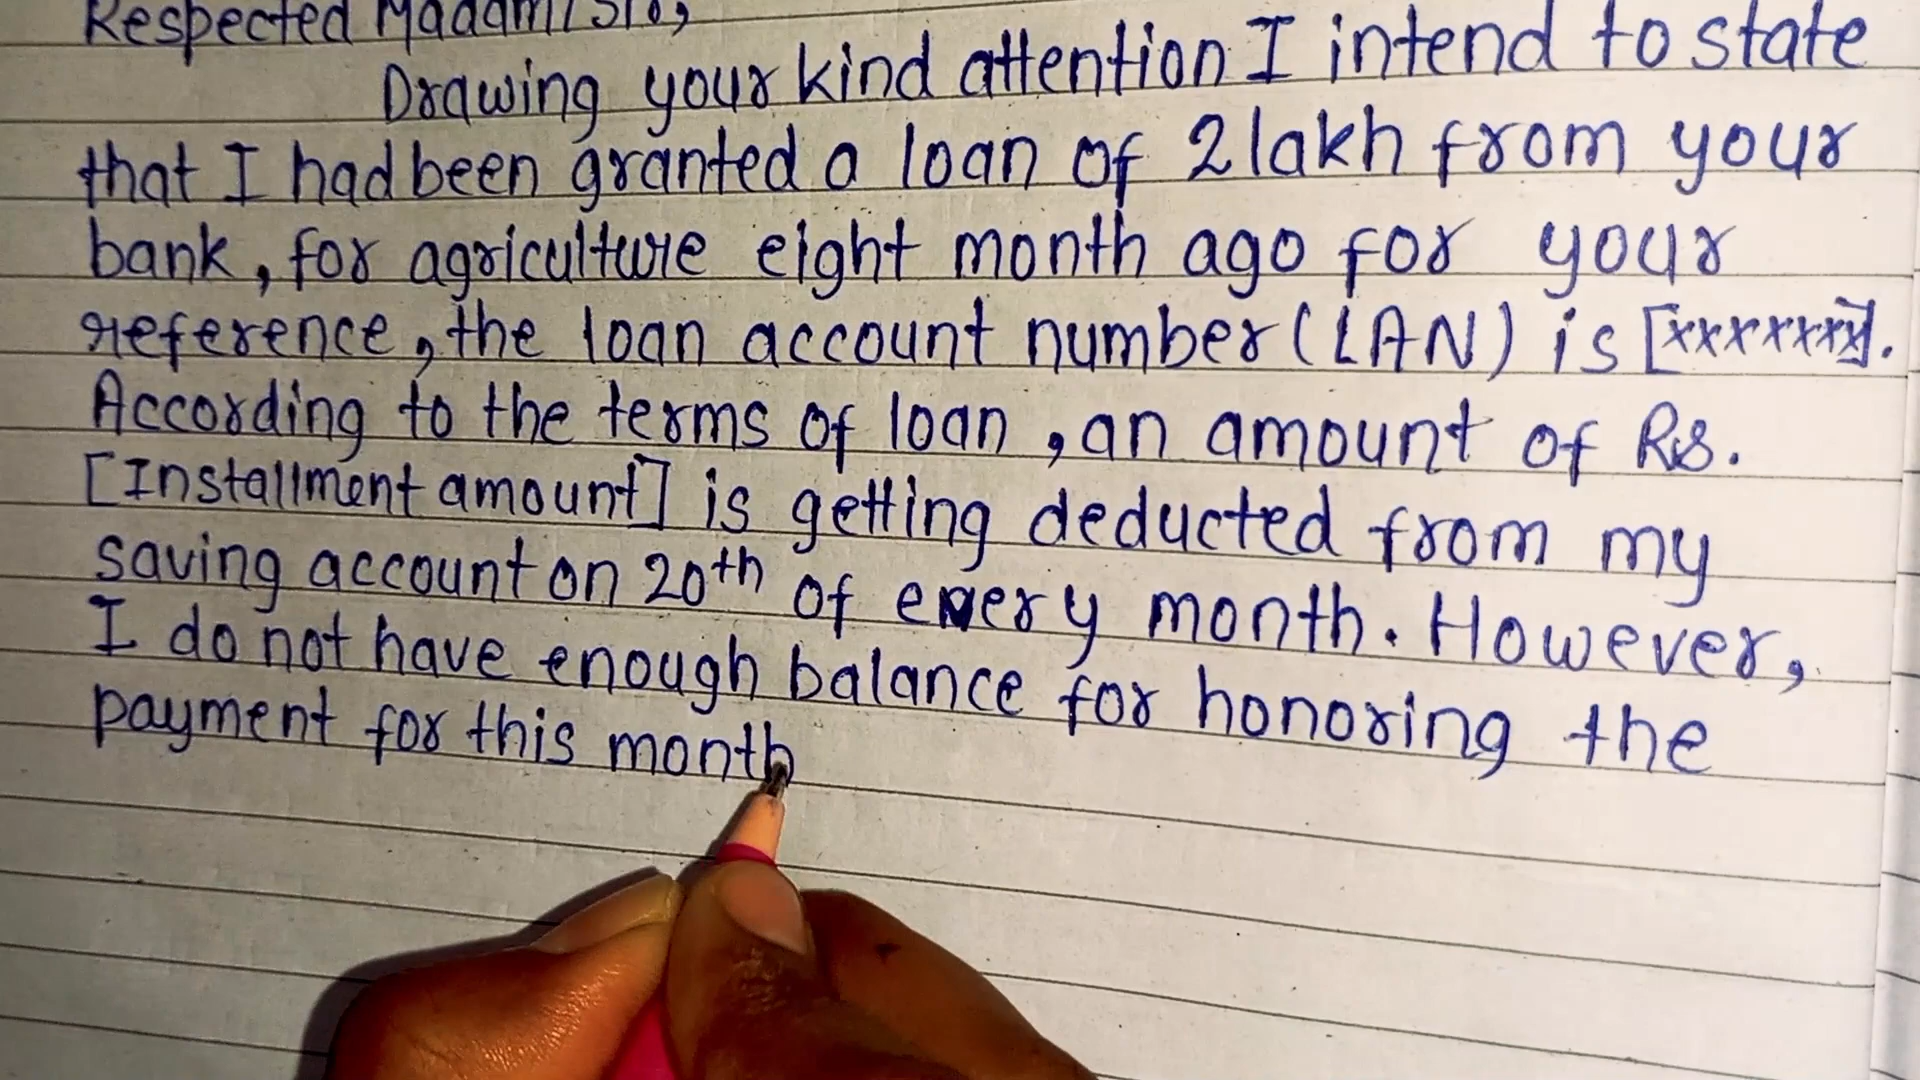 Respected Madam/Sir,
Drawing your kind attention I intend to state
that I had been granted a loan of 2 lakh from your
bank, for agriculture eight month ago for your
reference, the loan account number (LAN) is [xxxxxxxx].
According to the terms of loan, an amount of Rs.
[Installment amount] is getting deducted from my
saving account on 20th of every month. However,
I do not have enough balance for honoring the
payment for this month